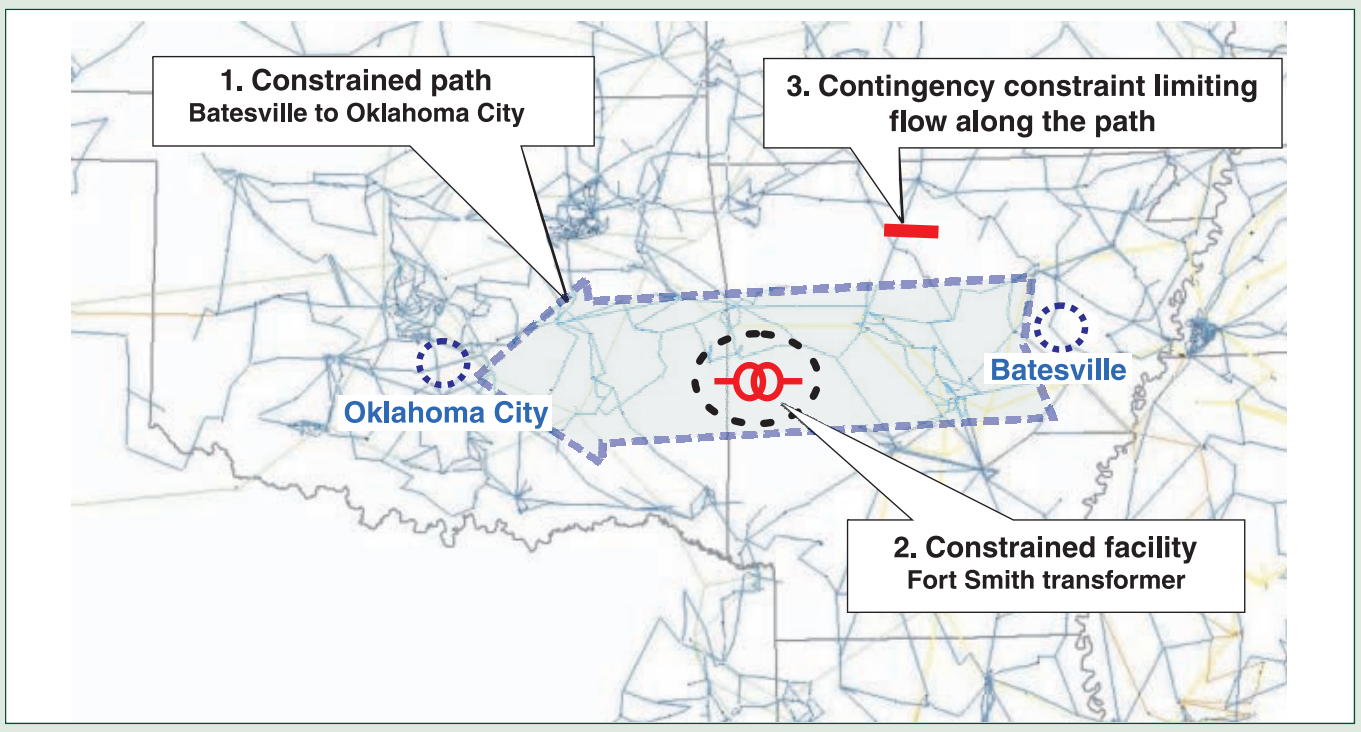 1. Constrained path
Batesville to Oklahoma City
3. Contingency constraint limiting
flow along the path
Batesville
Oklahoma City
2. Constrained facility
Fort Smith transformer